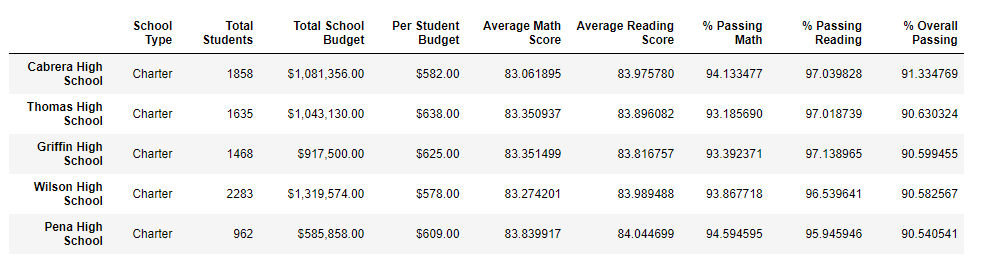 School Type Total Students Total School Budget Per Student Budget Average Math Score Average Reading Score % Passing Math % Passing Reading % Overall Passing
Cabrera High School Charter 1858 $1,081,356.00 $582.00 83.061895 83.975780 94.133477 97.039828 91.334769
Thomas High School Charter 1635 $1,043,130.00 $638.00 83.350937 83.896082 93.185690 97.018739 90.630324
Griffin High School Charter 1468 $917,500.00 $625.00 83.351499 83.816757 93.392371 97.138965 90.599455
Wilson High School Charter 2283 $1,319,574.00 $578.00 83.274201 83.989488 93.867718 96.539641 90.582567
Pena High School Charter 962 $585,858.00 $609.00 83.839917 84.044699 94.594595 95.945946 90.540541